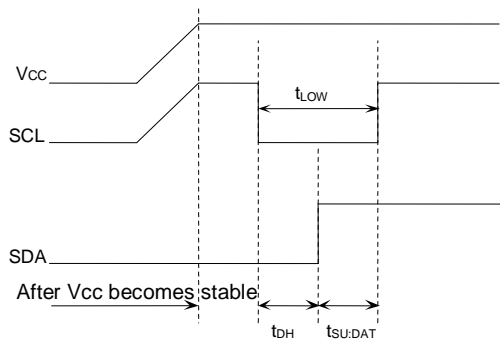 Vcc
tLOW
SCL
SDA
After Vcc becomes stable
tDH
tSU:DAT